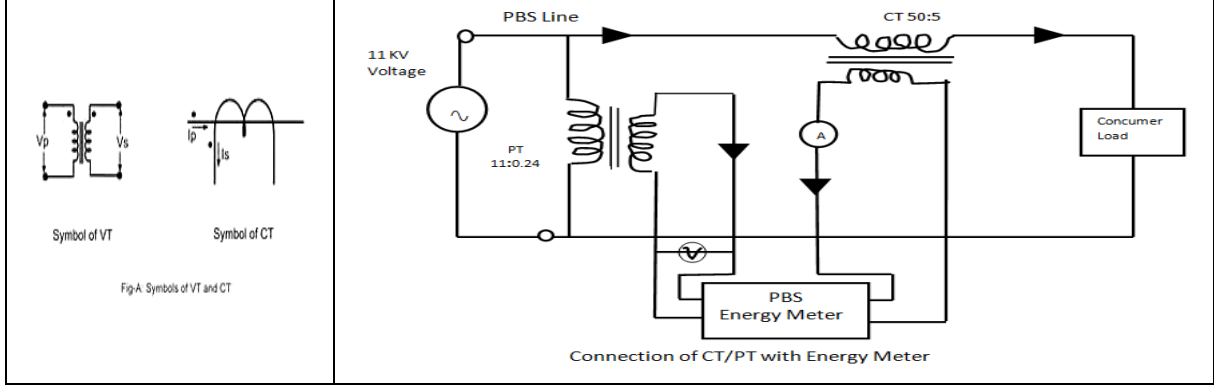 Vp
Vs
Ip
Is
Symbol of VT
Symbol of CT
Fig-A: Symbols of VT and CT
PBS Line
CT 50:5
11 KV
Voltage
PT
11:0.24
A
V
Concumer
Load
PBS
Energy Meter
Connection of CT/PT with Energy Meter